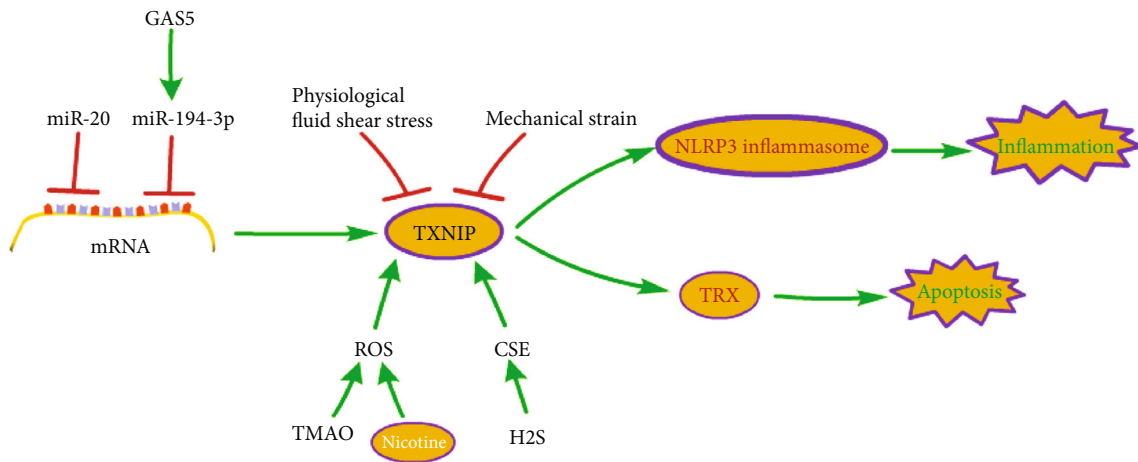 GAS5
miR-20
miR-194-3p
mRNA
Physiological
fluid shear stress
Mechanical strain
TXNIP
NLRP3 inflammasome
Inflammation
TRX
Apoptosis
ROS
CSE
TMAO
Nicotine
H2S